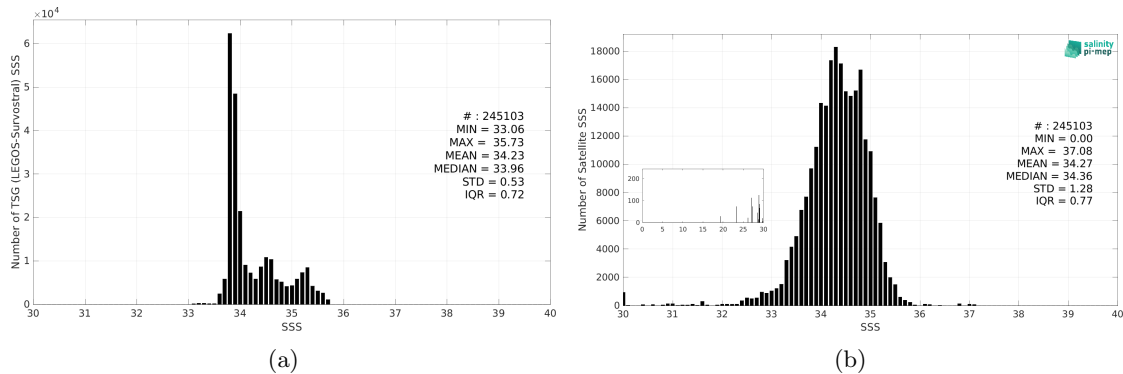 ×10⁴
6
5
4
3
2
1
0
30 31 32 33 34 35 36 37 38 39 40
SSS
Number of TSG (LEGOS-Survostral) SSS
# : 245103
MIN = 33.06
MAX = 35.73
MEAN = 34.23
MEDIAN = 33.96
STD = 0.53
IQR = 0.72
(a)
salinity
pi-mep
18000
16000
14000
12000
10000
8000
6000
4000
2000
0
30 31 32 33 34 35 36 37 38 39 40
SSS
Number of Satellite SSS
# : 245103
MIN = 0.00
MAX = 37.08
MEAN = 34.27
MEDIAN = 34.36
STD = 1.28
IQR = 0.77
200
100
0
0 5 10 15 20 25 30
(b)